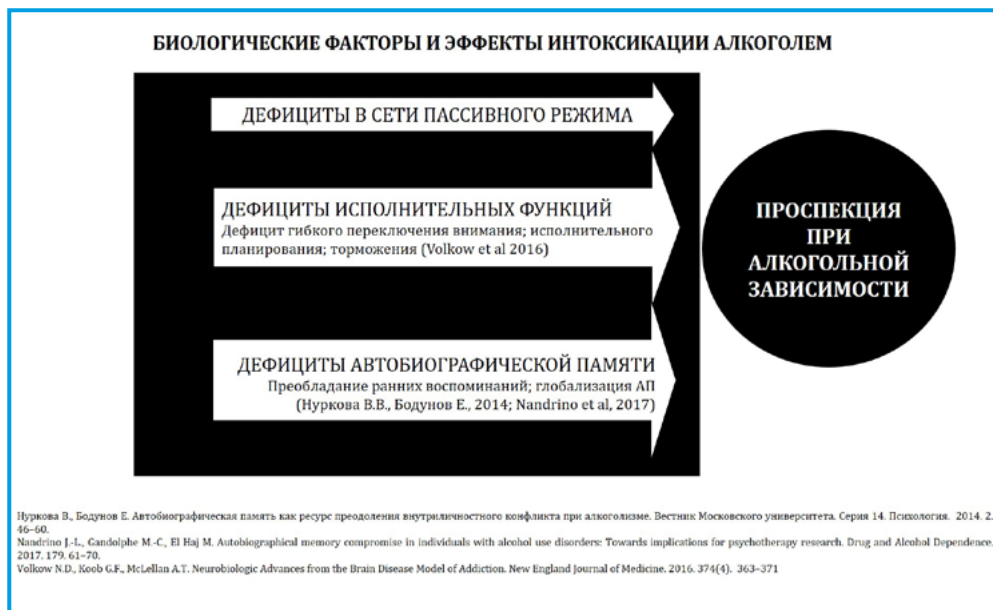 БИОЛОГИЧЕСКИЕ ФАКТОРЫ И ЭФФЕКТЫ ИНТОКСИКАЦИИ АЛКОГОЛЕМ
ДЕФИЦИТЫ В СЕТИ ПАССИВНОГО РЕЖИМА
ДЕФИЦИТЫ ИСПОЛНИТЕЛЬНЫХ ФУНКЦИЙ
Дефицит гибкого переключения внимания; исполнительного
планирования; торможения (Volkow et al 2016)
ДЕФИЦИТЫ АВТОБИОГРАФИЧЕСКОЙ ПАМЯТИ
Преобладание ранних воспоминаний; глобализация АП
(Нуркова В.В., Бодунов Е., 2014; Nandrino et al, 2017)
ПРОСПЕКЦИЯ
ПРИ
АЛКОГОЛЬНОЙ
ЗАВИСИМОСТИ
Нуркова В., Бодунов Е. Автобиографическая память как ресурс преодоления внутриличностного конфликта при алкоголизме. Вестник Московского университета. Серия 14. Психология. 2014. 2.
46–60.
Nandrino J.-L., Gandolphe M.-C., El Haj M. Autobiographical memory compromise in individuals with alcohol use disorders: Towards implications for psychotherapy research. Drug and Alcohol Dependence.
2017. 179. 61–70.
Volkow N.D., Koob G.F., McLellan A.T. Neurobiologic Advances from the Brain Disease Model of Addiction. New England Journal of Medicine. 2016. 374(4). 363–371